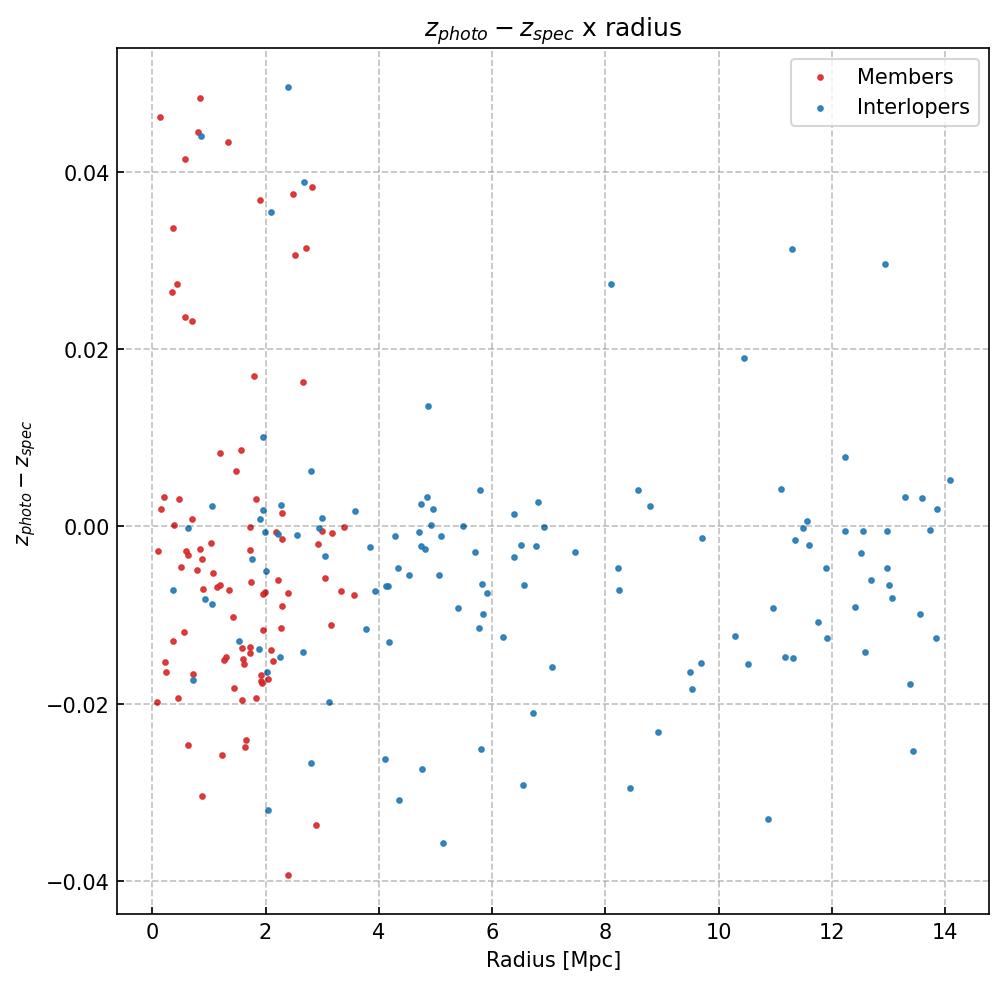 z_photo − z_spec x radius
Members
Interlopers
z_photo − z_spec
0.04
0.02
0.00
−0.02
−0.04
0 2 4 6 8 10 12 14
Radius [Mpc]